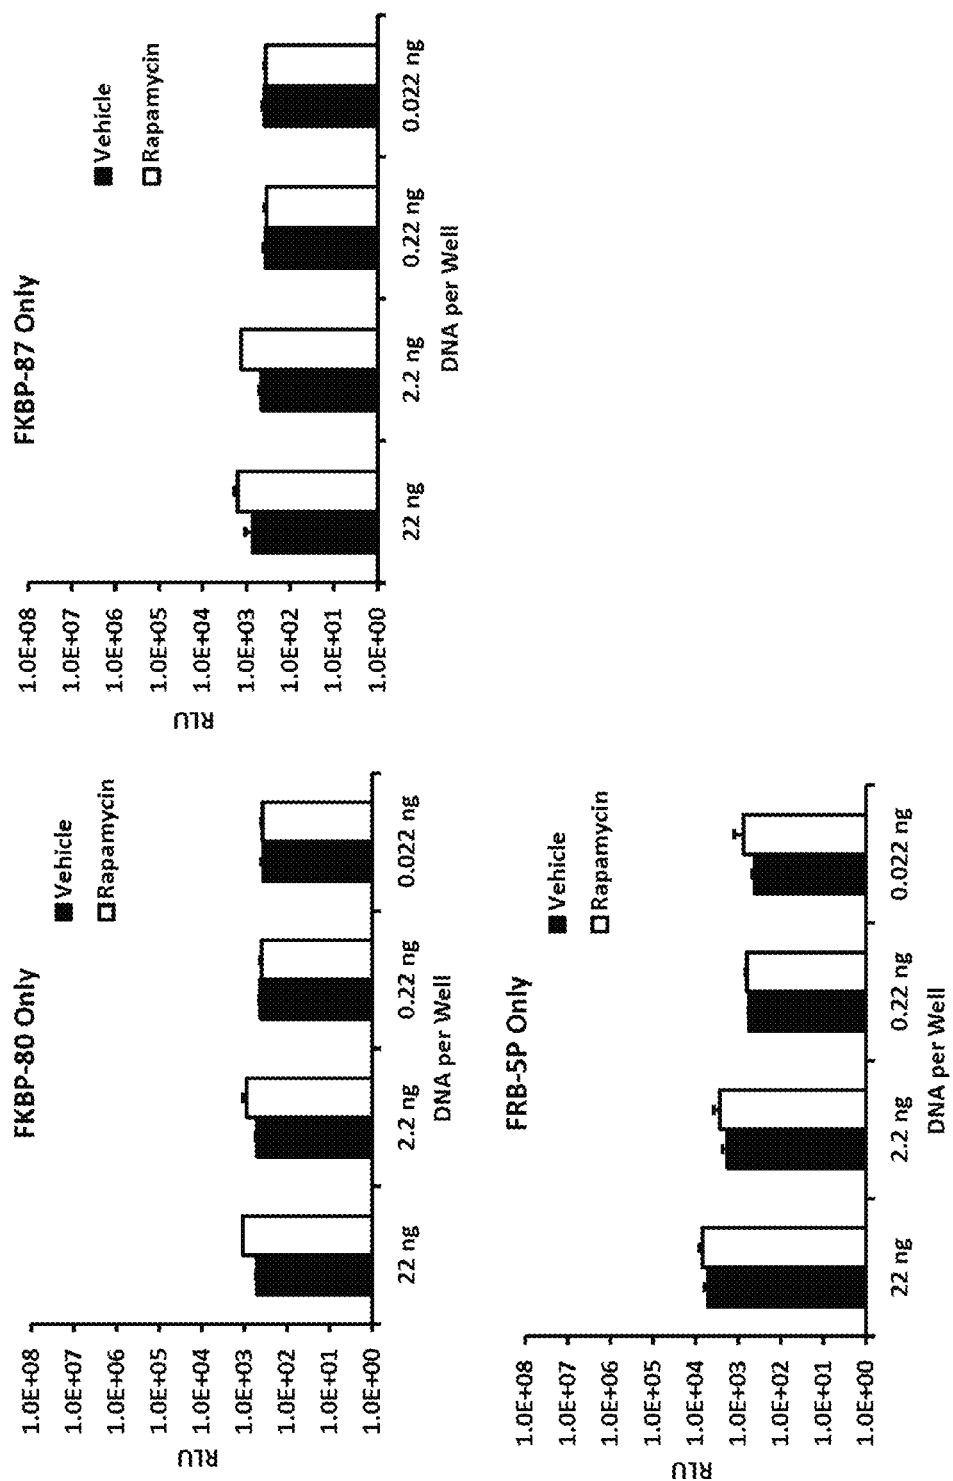 FKBP-80 Only
RLU
1.0E+08
1.0E+07
1.0E+06
1.0E+05
1.0E+04
1.0E+03
1.0E+02
1.0E+01
1.0E+00
Vehicle
Rapamycin
22 ng 2.2 ng 0.22 ng 0.022 ng
DNA per Well
FKBP-87 Only
RLU
1.0E+08
1.0E+07
1.0E+06
1.0E+05
1.0E+04
1.0E+03
1.0E+02
1.0E+01
1.0E+00
Vehicle
Rapamycin
22 ng 2.2 ng 0.22 ng 0.022 ng
DNA per Well
FRB-5P Only
RLU
1.0E+08
1.0E+07
1.0E+06
1.0E+05
1.0E+04
1.0E+03
1.0E+02
1.0E+01
1.0E+00
Vehicle
Rapamycin
22 ng 2.2 ng 0.22 ng 0.022 ng
DNA per Well